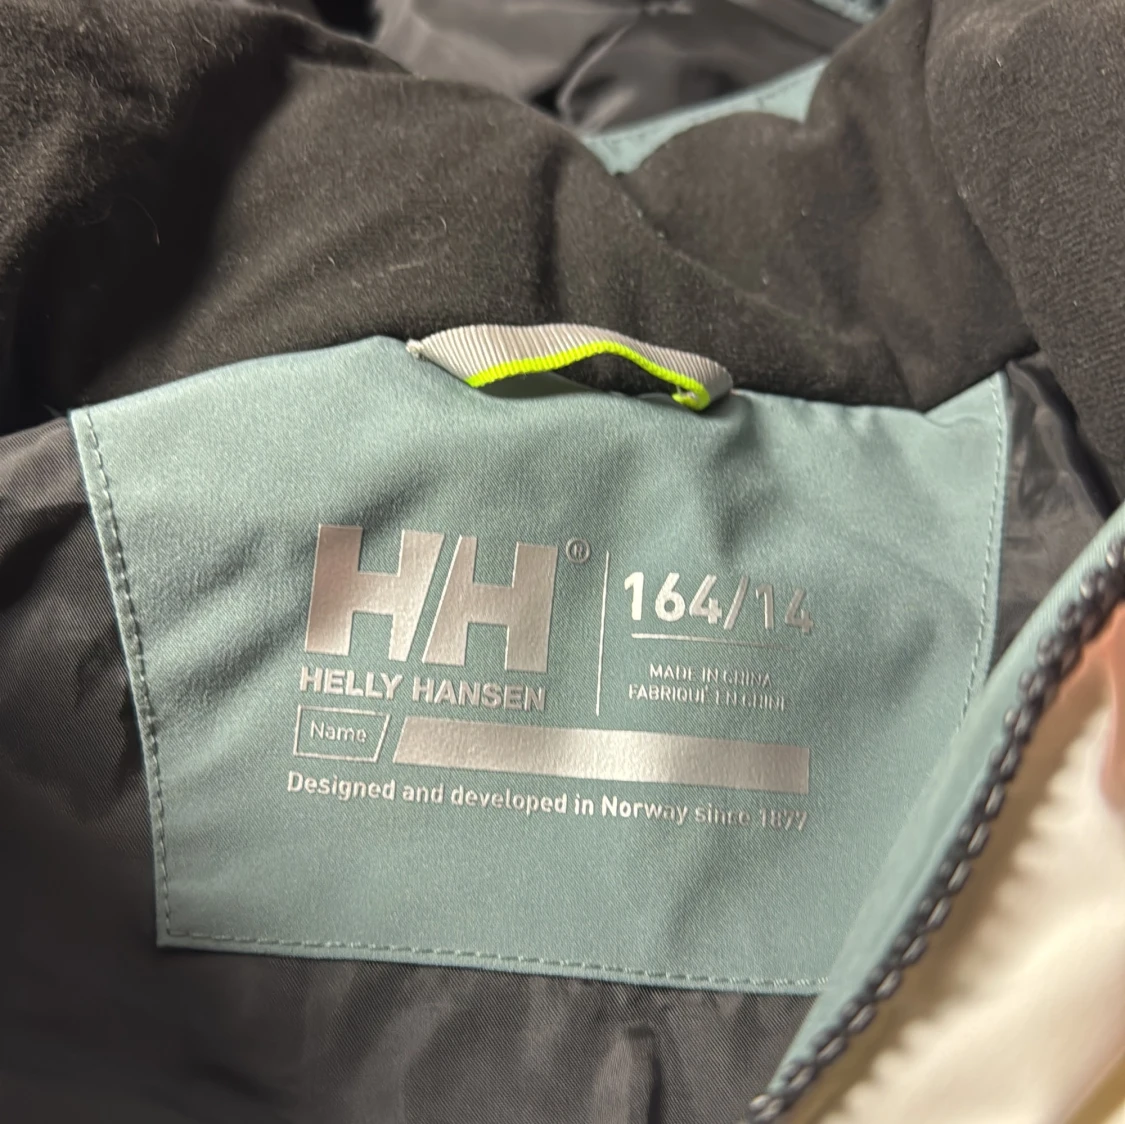 HH®
HELLY HANSEN
164/14
MADE IN CHINA
FABRIQUÉ EN CHINE
Name
Designed and developed in Norway since 1877